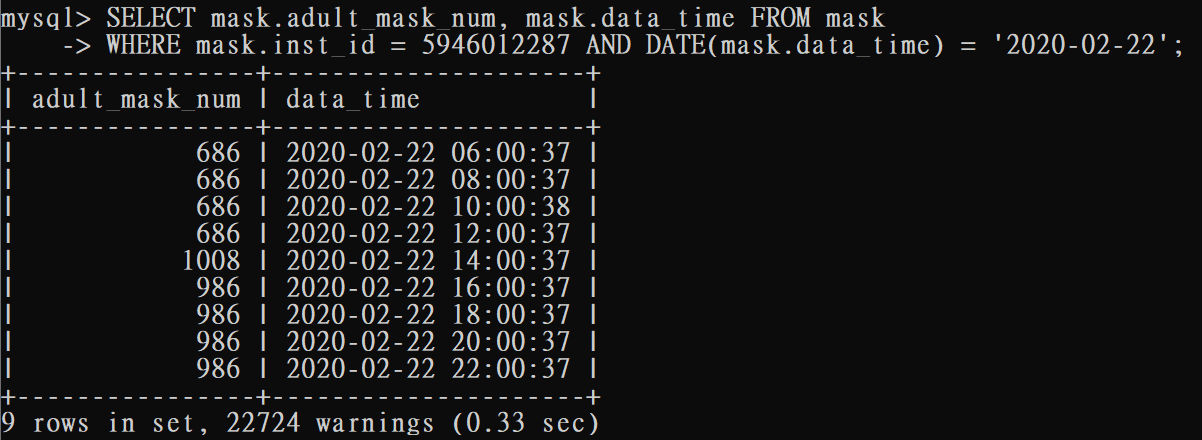 mysql> SELECT mask.adult_mask_num, mask.data_time FROM mask
    -> WHERE mask.inst_id = 5946012287 AND DATE(mask.data_time) = '2020-02-22';
+----------------+---------------------+
| adult_mask_num | data_time           |
+----------------+---------------------+
|            686 | 2020-02-22 06:00:37 |
|            686 | 2020-02-22 08:00:37 |
|            686 | 2020-02-22 10:00:38 |
|            686 | 2020-02-22 12:00:37 |
|           1008 | 2020-02-22 14:00:37 |
|            986 | 2020-02-22 16:00:37 |
|            986 | 2020-02-22 18:00:37 |
|            986 | 2020-02-22 20:00:37 |
|            986 | 2020-02-22 22:00:37 |
+----------------+---------------------+
9 rows in set, 22724 warnings (0.33 sec)